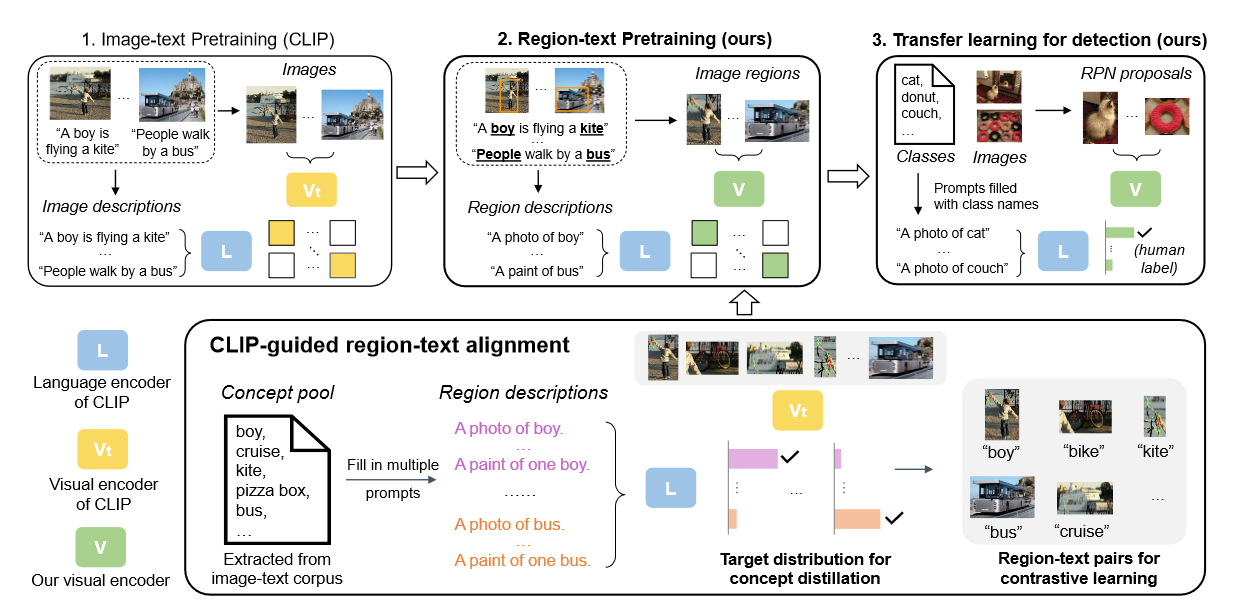 1. Image-text Pretraining (CLIP)
Images
...
“A boy is
flying a kite”
“People walk
by a bus”
...
Vt
Image descriptions
“A boy is flying a kite”
...
“People walk by a bus”
L
...
...
2. Region-text Pretraining (ours)
Image regions
...
“A boy is flying a kite”
...
“People walk by a bus”
...
V
Region descriptions
“A photo of boy”
...
“A paint of bus”
L
...
...
3. Transfer learning for detection (ours)
cat,
donut,
couch,
...
RPN proposals
...
Classes
Images
V
Prompts filled
with class names
“A photo of cat”
...
“A photo of couch”
L
(human
label)
L
Language encoder
of CLIP
Vt
Visual encoder
of CLIP
V
Our visual encoder
CLIP-guided region-text alignment
Concept pool
boy,
cruise,
kite,
pizza box,
bus,
...
Extracted from
image-text corpus
Fill in multiple
prompts
Region descriptions
A photo of boy.
...
A paint of one boy.
......
A photo of bus.
...
A paint of one bus.
L
...
Vt
...
Target distribution for
concept distillation
“boy”
“bike”
“kite”
“bus”
“cruise”
...
Region-text pairs for
contrastive learning